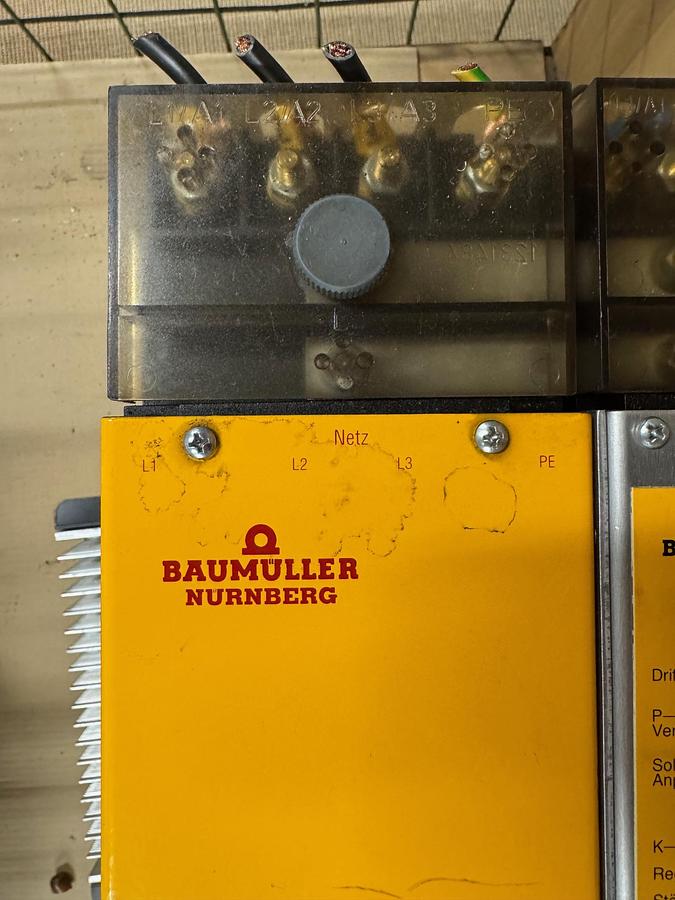 L1/A1 L2/A2 L3/A3 PE
Netz
L1 L2 L3 PE
BAUMÜLLER
NÜRNBERG
B
Drif
P—
Ver
Sol
Anp
K—
Re
Stö